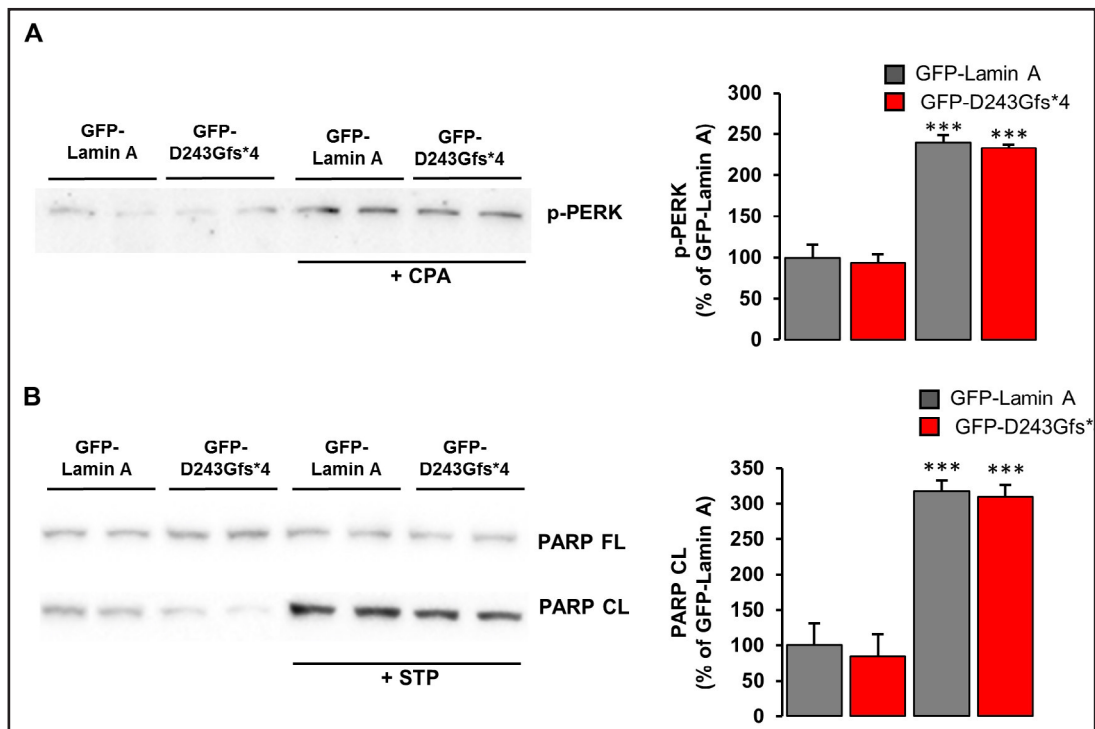 A
GFP-
Lamin A
GFP-
D243Gfs*4
GFP-
Lamin A
GFP-
D243Gfs*4
p-PERK
+ CPA
GFP-Lamin A
GFP-D243Gfs*4
p-PERK
(% of GFP-Lamin A)
300
250
200
150
100
50
0
***
***
B
GFP-
Lamin A
GFP-
D243Gfs*4
GFP-
Lamin A
GFP-
D243Gfs*4
PARP FL
PARP CL
+ STP
GFP-Lamin A
GFP-D243Gfs*
PARP CL
(% of GFP-Lamin A)
350
300
250
200
150
100
50
0
***
***